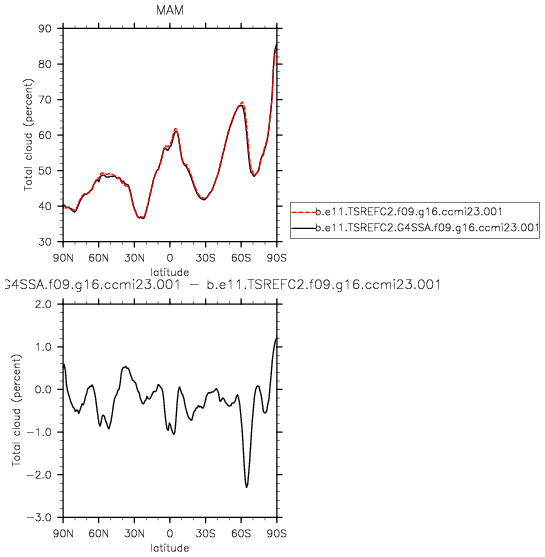 MAM
90
80
70
60
50
40
30
Total cloud (percent)
90N 60N 30N 0 30S 60S 90S
latitude
b.e11.TSREFC2.f09.g16.ccmi23.001
b.e11.TSREFC2.G4SSA.f09.g16.ccmi23.001
G4SSA.f09.g16.ccmi23.001 - b.e11.TSREFC2.f09.g16.ccmi23.001
2.0
1.0
0.0
-1.0
-2.0
-3.0
Total cloud (percent)
90N 60N 30N 0 30S 60S 90S
latitude